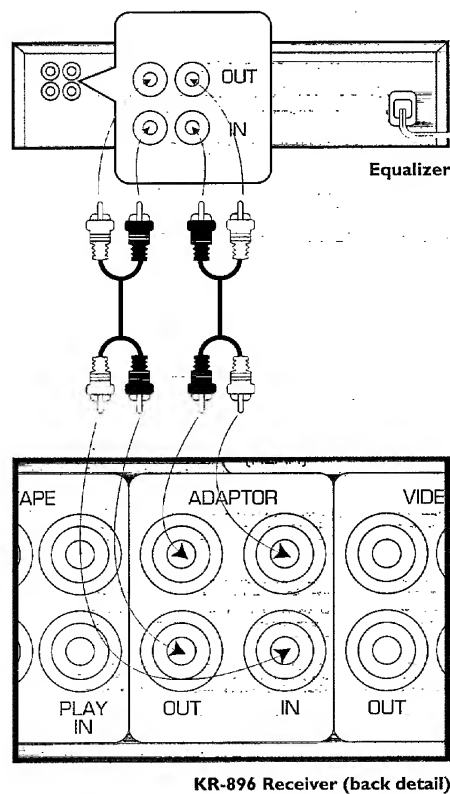 OUT
IN
Equalizer
APE
ADAPTOR
VIDE
PLAY
IN
OUT
IN
OUT
KR-896 Receiver (back detail)